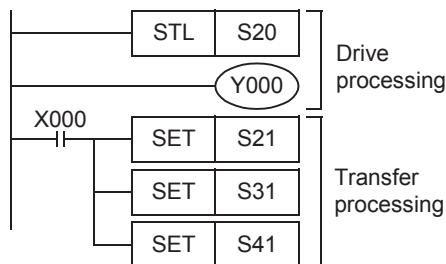 STL S20
Drive
processing
Y000
X000
SET S21
SET S31
Transfer
processing
SET S41